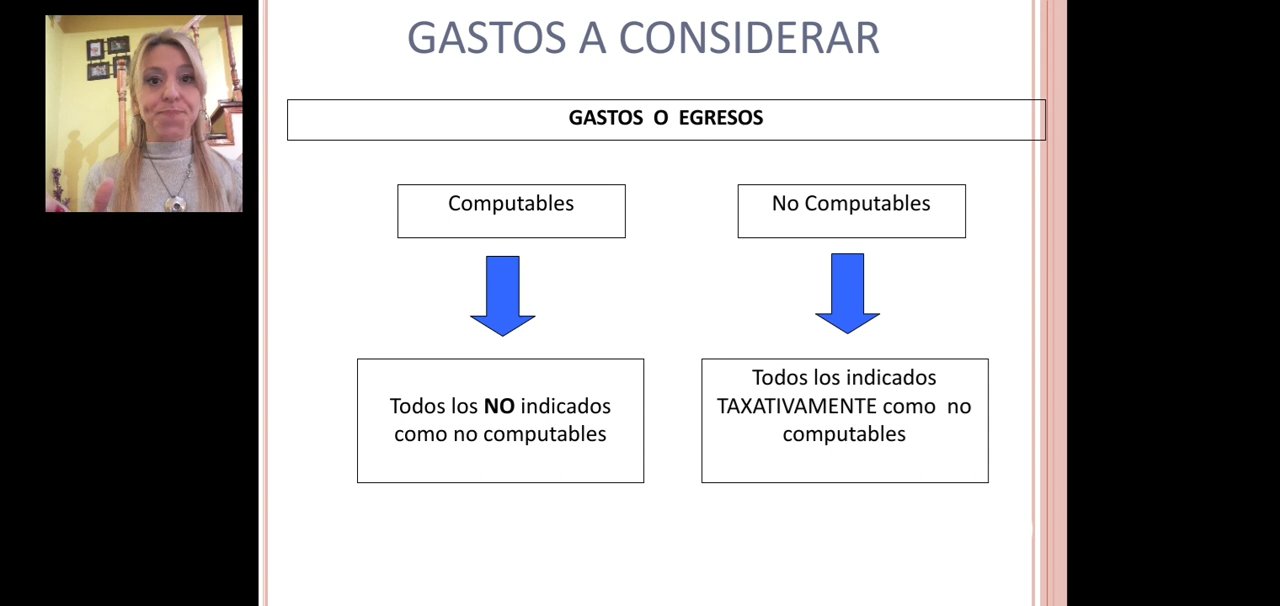 GASTOS A CONSIDERAR
GASTOS O EGRESOS
Computables
No Computables
Todos los NO indicados
como no computables
Todos los indicados
TAXATIVAMENTE como no
computables